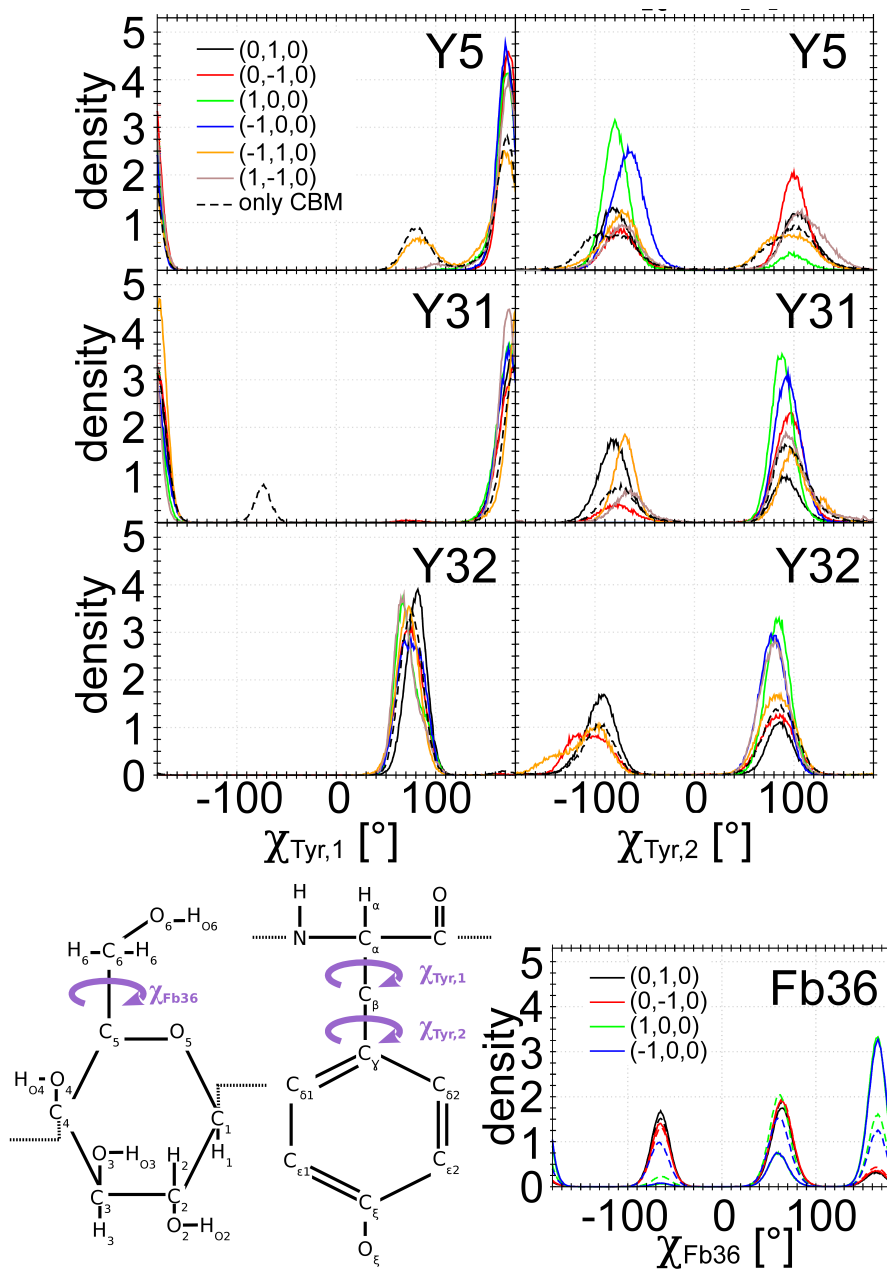 5
4
3
2
1
density
(0,1,0)
(0,-1,0)
(1,0,0)
(-1,0,0)
(-1,1,0)
(1,-1,0)
only CBM
Y5
Y5
5
4
3
2
1
density
Y31
Y31
5
4
3
2
1
0
density
Y32
Y32
-100 0 100
-100 0 100
χTyr,1 [°]
χTyr,2 [°]
O6-HO6
H6-C6-H6
χFb36
C5 O5
HO4-O4
C4
C1
H1
O3-HO3
H2
C3
C2
H3
O2-HO2
H Hα O
N Cα C
χTyr,1
Cβ
χTyr,2
Cγ
Cδ1 Cδ2
Cε1 Cε2
Cξ
Oξ
5
4
3
2
1
0
density
(0,1,0)
(0,-1,0)
(1,0,0)
(-1,0,0)
Fb36
-100 0 100
χFb36 [°]